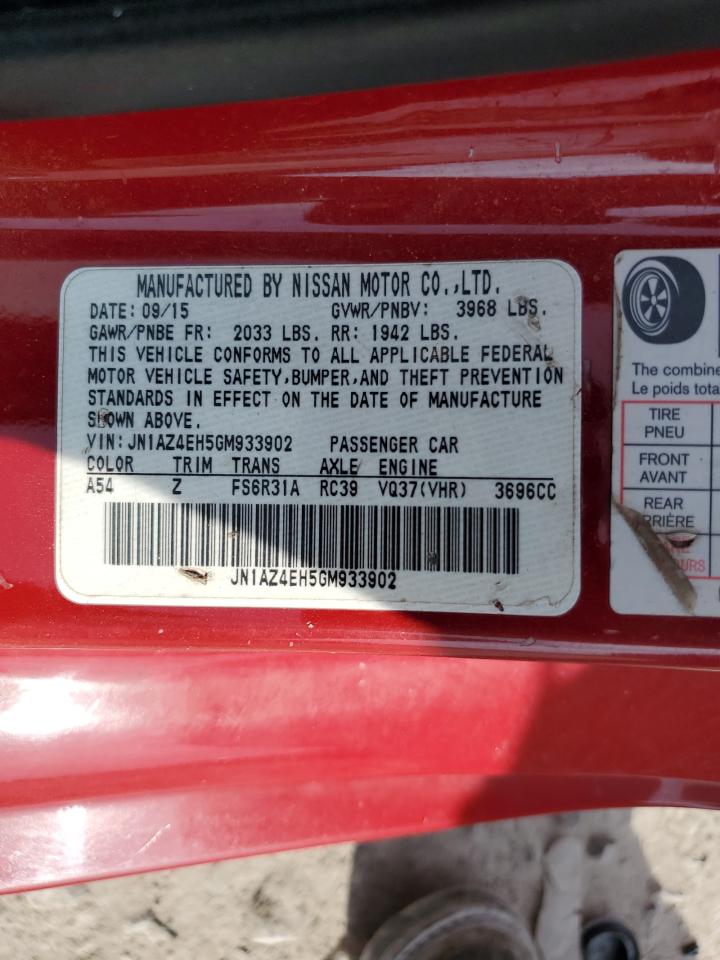 MANUFACTURED BY NISSAN MOTOR CO.,LTD.
DATE: 09/15 GVWR/PNBV: 3968 LBS.
GAWR/PNBE FR: 2033 LBS. RR: 1942 LBS.
THIS VEHICLE CONFORMS TO ALL APPLICABLE FEDERAL
MOTOR VEHICLE SAFETY,BUMPER,AND THEFT PREVENTION
STANDARDS IN EFFECT ON THE DATE OF MANUFACTURE
SHOWN ABOVE.
VIN:JN1AZ4EH5GM933902 PASSENGER CAR
COLOR TRIM TRANS AXLE ENGINE
A54 Z FS6R31A RC39 VQ37(VHR) 3696CC
JN1AZ4EH5GM933902
The combine
Le poids tota
TIRE
PNEU
FRONT
AVANT
REAR